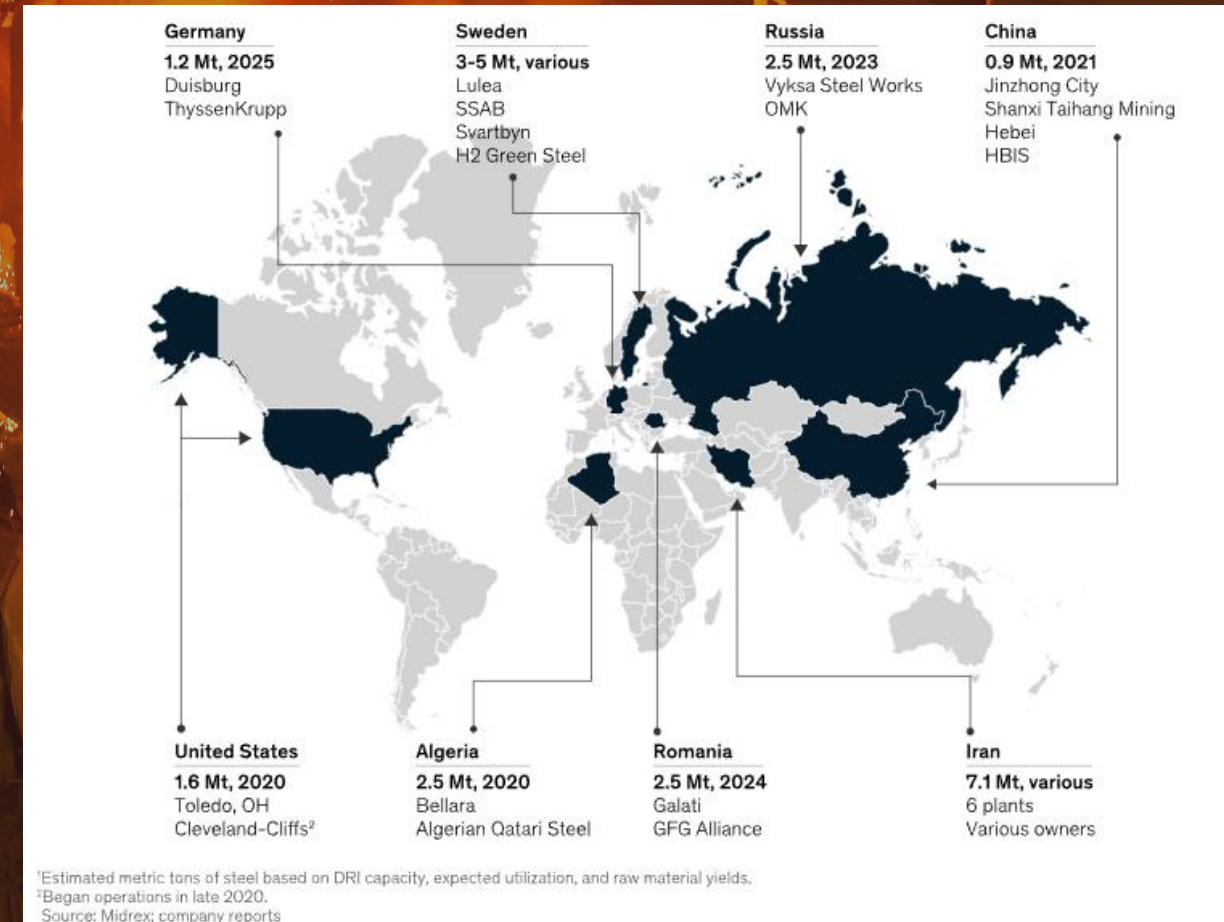 Germany
1.2 Mt, 2025
Duisburg
ThyssenKrupp
Sweden
3-5 Mt, various
Lulea
SSAB
Svartbyn
H2 Green Steel
Russia
2.5 Mt, 2023
Vyksa Steel Works
OMK
China
0.9 Mt, 2021
Jinzhong City
Shanxi Taihang Mining
Hebei
HBIS
United States
1.6 Mt, 2020
Toledo, OH
Cleveland-Cliffs²
Algeria
2.5 Mt, 2020
Bellara
Algerian Qatari Steel
Romania
2.5 Mt, 2024
Galati
GFG Alliance
Iran
7.1 Mt, various
6 plants
Various owners
¹Estimated metric tons of steel based on DRI capacity, expected utilization, and raw material yields.
²Began operations in late 2020.
Source: Midrex; company reports